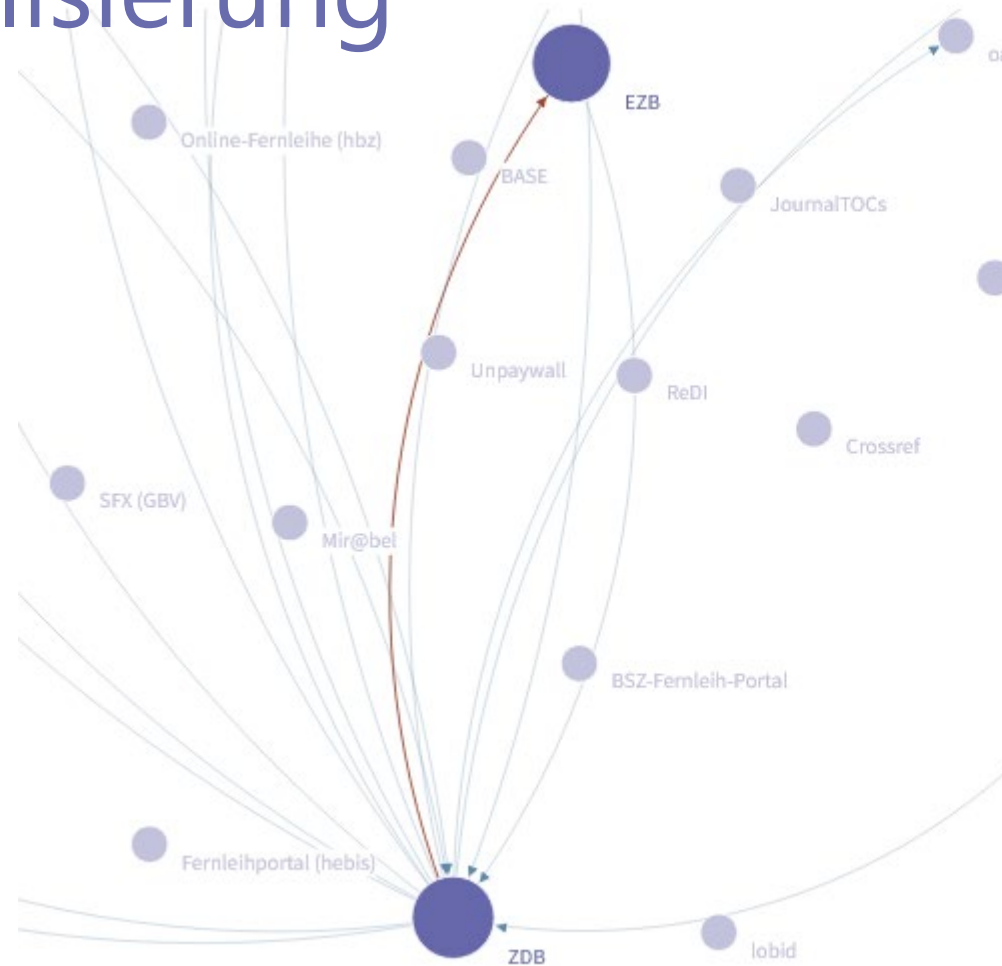 lisierung
EZB
Online-Fernleihe (hbz)
BASE
JournalTOCs
Unpaywall
ReDI
Crossref
SFX (GBV)
Mir@bel
BSZ-Fernleih-Portal
Fernleihportal (hebis)
lobid
ZDB